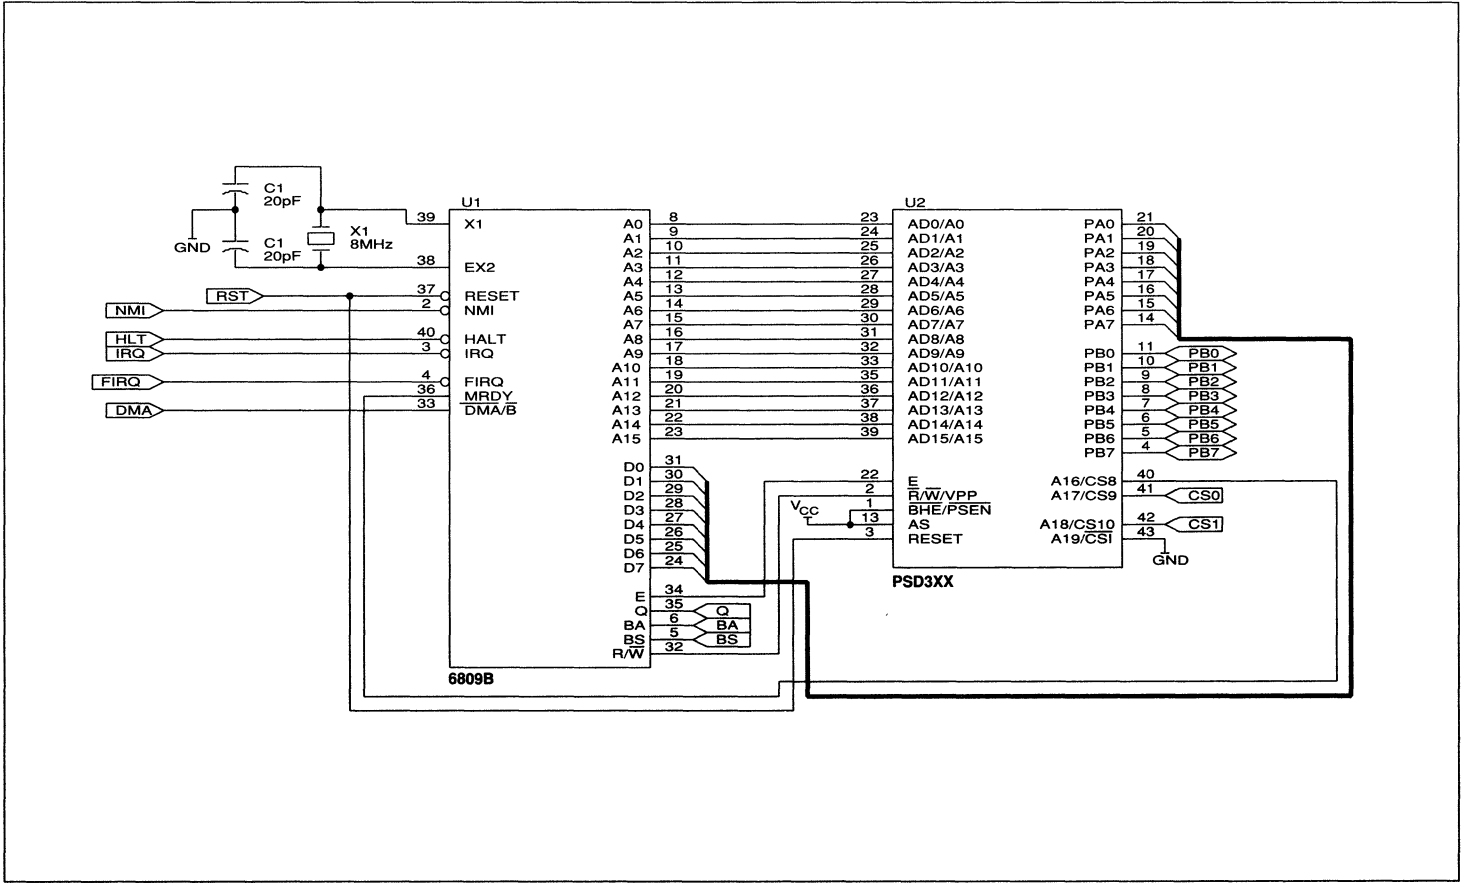 C1
20pF
GND
C1
20pF
X1
8MHz
RST
NMI
HLT
IRQ
FIRQ
DMA
U1
39 X1
38 EX2
37 RESET
2 NMI
40 HALT
3 IRQ
4 FIRQ
36 MRDY
33 DMA/B
A0 8
A1 9
A2 10
A3 11
A4 12
A5 13
A6 14
A7 15
A8 16
A9 17
A10 18
A11 19
A12 20
A13 21
A14 22
A15 23
D0 31
D1 30
D2 29
D3 28
D4 27
D5 26
D6 25
D7 24
E 34
Q 35 Q
BA 6 BA
BS 5 BS
R/W 32
6809B
U2
23 AD0/A0
24 AD1/A1
25 AD2/A2
26 AD3/A3
27 AD4/A4
28 AD5/A5
29 AD6/A6
30 AD7/A7
31 AD8/A8
32 AD9/A9
33 AD10/A10
35 AD11/A11
36 AD12/A12
37 AD13/A13
38 AD14/A14
39 AD15/A15
22 E
2 R/W/VPP
VCC
1 BHE/PSEN
13 AS
3 RESET
PA0 21
PA1 20
PA2 19
PA3 18
PA4 17
PA5 16
PA6 15
PA7 14
PB0 11 PB0
PB1 10 PB1
PB2 9 PB2
PB3 8 PB3
PB4 7 PB4
PB5 6 PB5
PB6 5 PB6
PB7 4 PB7
A16/CS8 40
A17/CS9 41 CS0
A18/CS10 42 CS1
A19/CSI 43
GND
PSD3XX